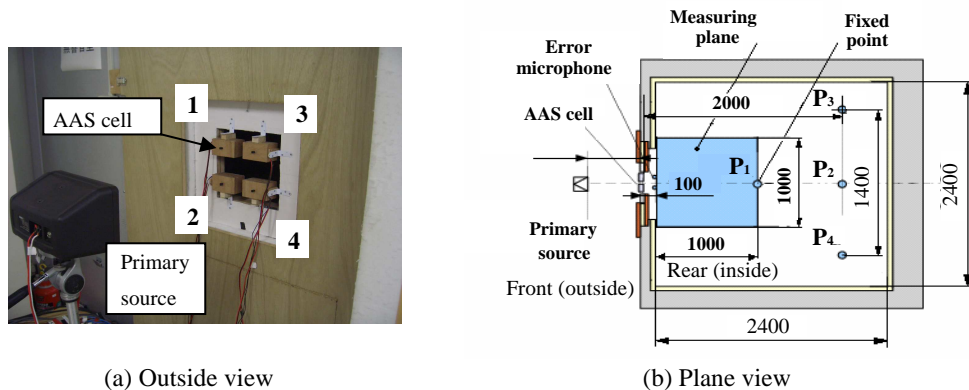 1
3
AAS cell
2
4
Primary
source
(a) Outside view
Measuring
plane
Fixed
point
Error
microphone
AAS cell
2000
P3
P1
P2
100
1000
1400
2400
P4
1000
Primary
source
Rear (inside)
Front (outside)
2400
(b) Plane view